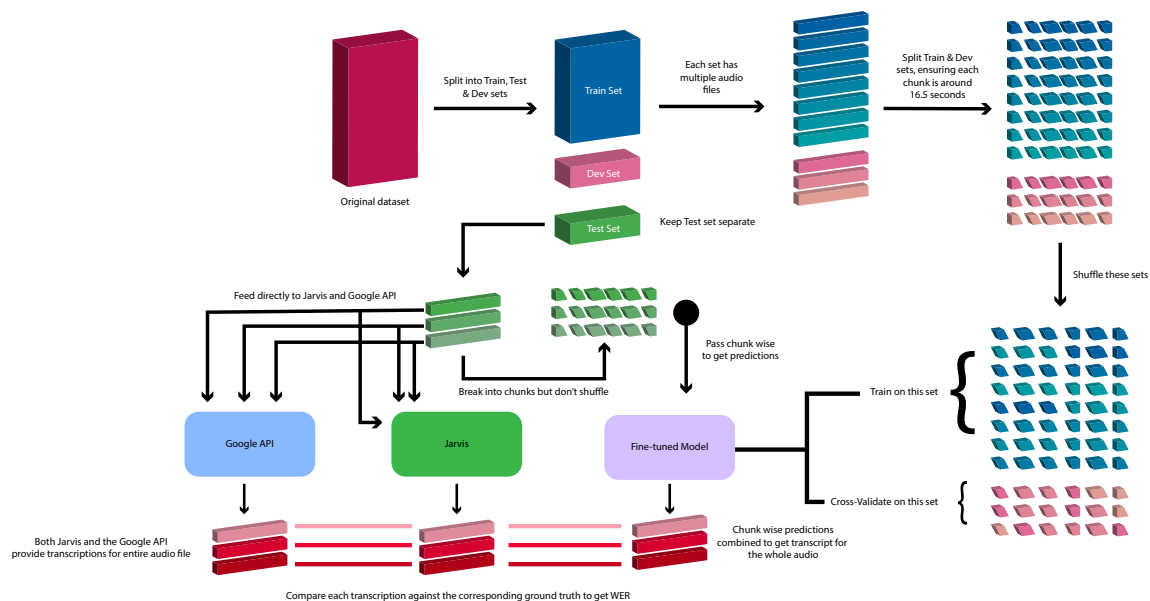 Split into Train, Test
& Dev sets
Train Set
Each set has
multiple audio
files
Split Train & Dev
sets, ensuring each
chunk is around
16.5 seconds
Dev Set
Original dataset
Test Set
Keep Test set separate
Shuffle these sets
Feed directly to Jarvis and Google API
Pass chunk wise
to get predictions
Break into chunks but don't shuffle
Train on this set
Google API
Jarvis
Fine-tuned Model
Cross-Validate on this set
Both Jarvis and the Google API
provide transcriptions for entire audio file
Chunk wise predictions
combined to get transcript for
the whole audio
Compare each transcription against the corresponding ground truth to get WER